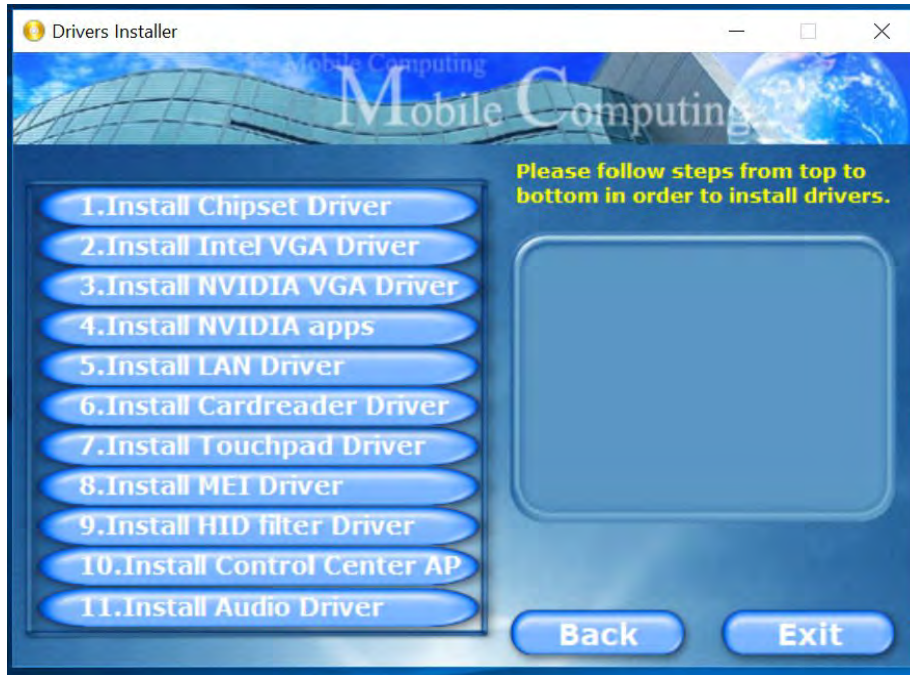 Drivers Installer
Mobile Computing
Mobile Computing
Please follow steps from top to
bottom in order to install drivers.
1.Install Chipset Driver
2.Install Intel VGA Driver
3.Install NVIDIA VGA Driver
4.Install NVIDIA apps
5.Install LAN Driver
6.Install Cardreader Driver
7.Install Touchpad Driver
8.Install MEI Driver
9.Install HID filter Driver
10.Install Control Center AP
11.Install Audio Driver
Back
Exit